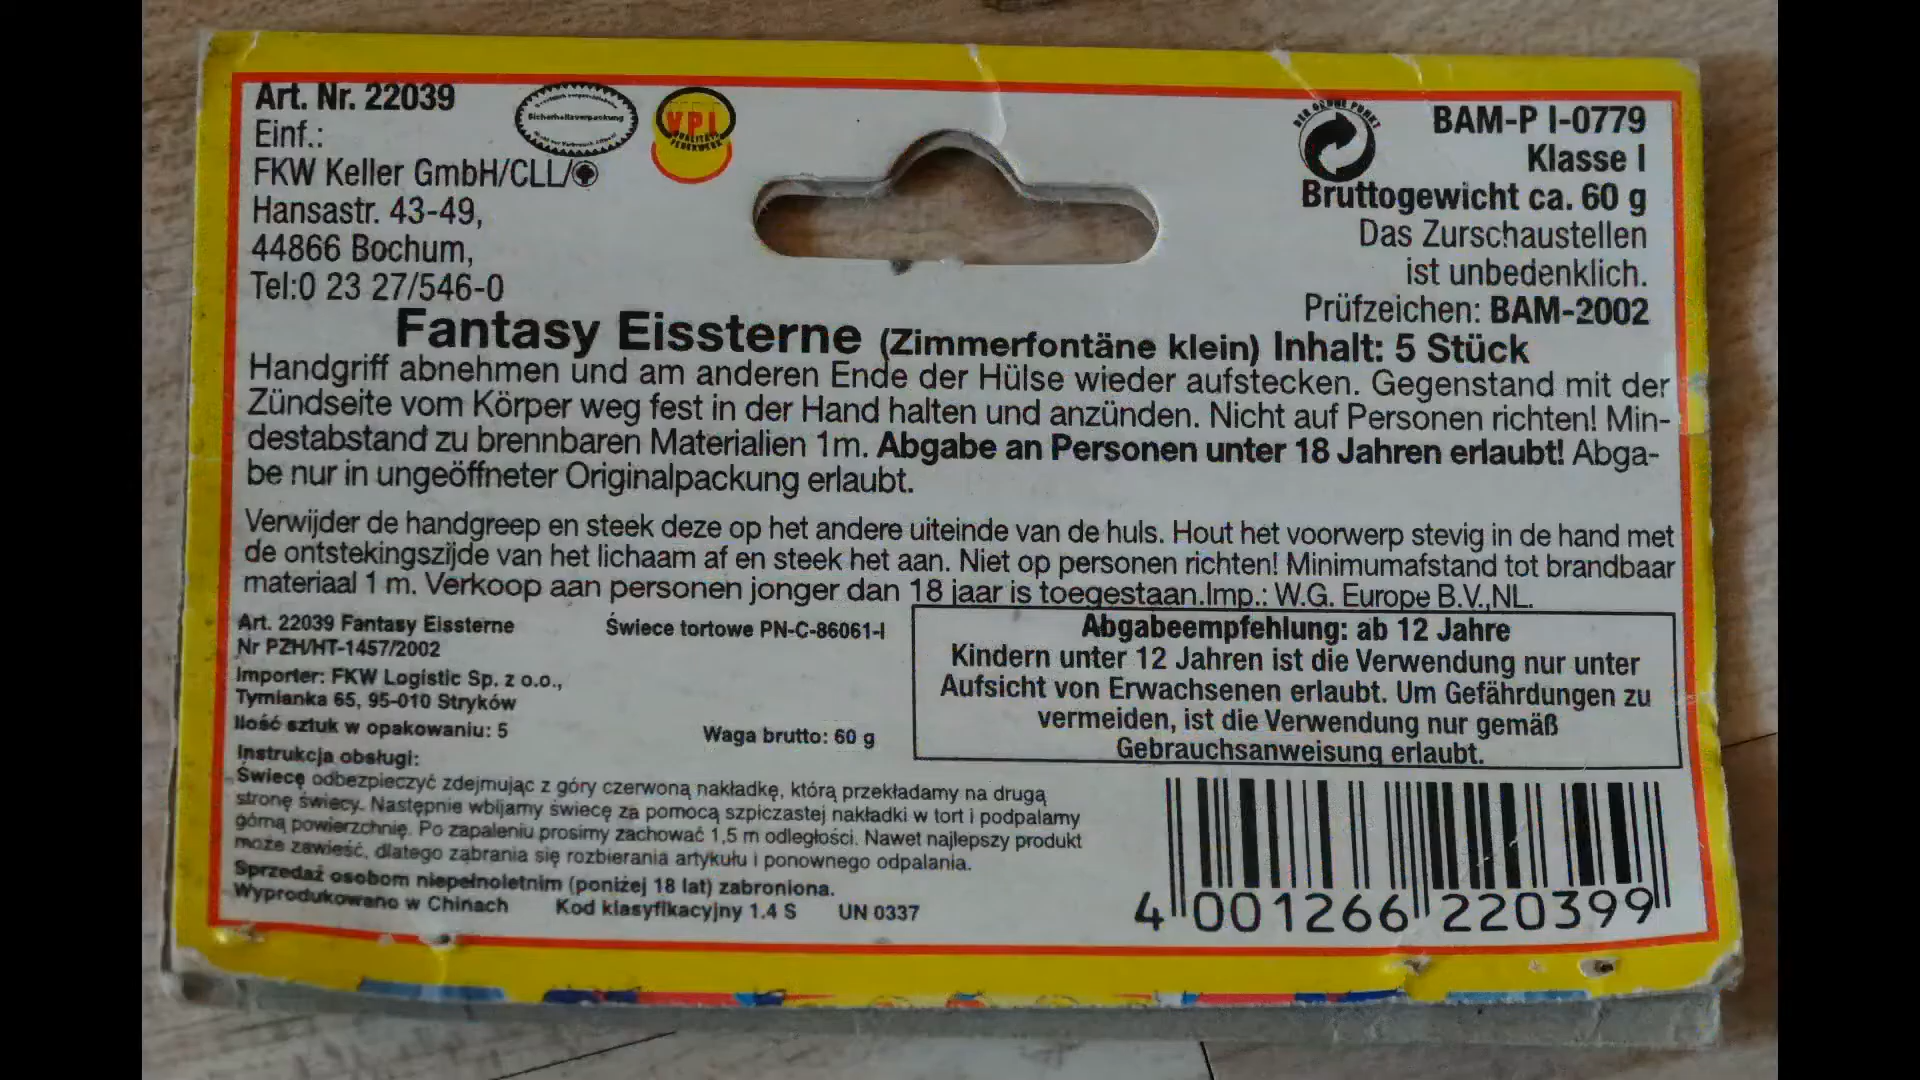 Art. Nr. 22039
Einf.:
FKW Keller GmbH/CLL/
Hansastr. 43-49,
44866 Bochum,
Tel:0 23 27/546-0
Sicherheitsverpackung
VPI
QUALITÄTS
FEUERWERK
DER GRÜNE PUNKT
BAM-P I-0779
Klasse I
Bruttogewicht ca. 60 g
Das Zurschaustellen
ist unbedenklich.
Prüfzeichen: BAM-2002
Fantasy Eissterne (Zimmerfontäne klein) Inhalt: 5 Stück
Handgriff abnehmen und am anderen Ende der Hülse wieder aufstecken. Gegenstand mit der
Zündseite vom Körper weg fest in der Hand halten und anzünden. Nicht auf Personen richten! Min-
destabstand zu brennbaren Materialien 1m. Abgabe an Personen unter 18 Jahren erlaubt! Abga-
be nur in ungeöffneter Originalpackung erlaubt.
Verwijder de handgreep en steek deze op het andere uiteinde van de huls. Hout het voorwerp stevig in de hand met
de ontstekingszijde van het lichaam af en steek het aan. Niet op personen richten! Minimumafstand tot brandbaar
materiaal 1 m. Verkoop aan personen jonger dan 18 jaar is toegestaan.Imp.: W.G. Europe B.V.,NL.
Art. 22039 Fantasy Eissterne
Świece tortowe PN-C-86061-I
Nr PZH/HT-1457/2002
Importer: FKW Logistic Sp. z o.o.,
Tymianka 65, 95-010 Stryków
Ilość sztuk w opakowaniu: 5
Waga brutto: 60 g
Instrukcja obsługi:
Świecę odbezpieczyć zdejmując z góry czerwoną nakładkę, którą przekładamy na drugą
stronę świecy. Następnie wbijamy świecę za pomocą szpiczastej nakładki w tort i podpalamy
górną powierzchnię. Po zapaleniu prosimy zachować 1,5 m odległości. Nawet najlepszy produkt
może zawieść, dlatego zabrania się rozbierania artykułu i ponownego odpalania.
Sprzedaż osobom niepełnoletnim (poniżej 18 lat) zabroniona.
Wyprodukowano w Chinach Kod klasyfikacyjny 1.4 S UN 0337
Abgabeempfehlung: ab 12 Jahre
Kindern unter 12 Jahren ist die Verwendung nur unter
Aufsicht von Erwachsenen erlaubt. Um Gefährdungen zu
vermeiden, ist die Verwendung nur gemäß
Gebrauchsanweisung erlaubt.
4 001266 220399